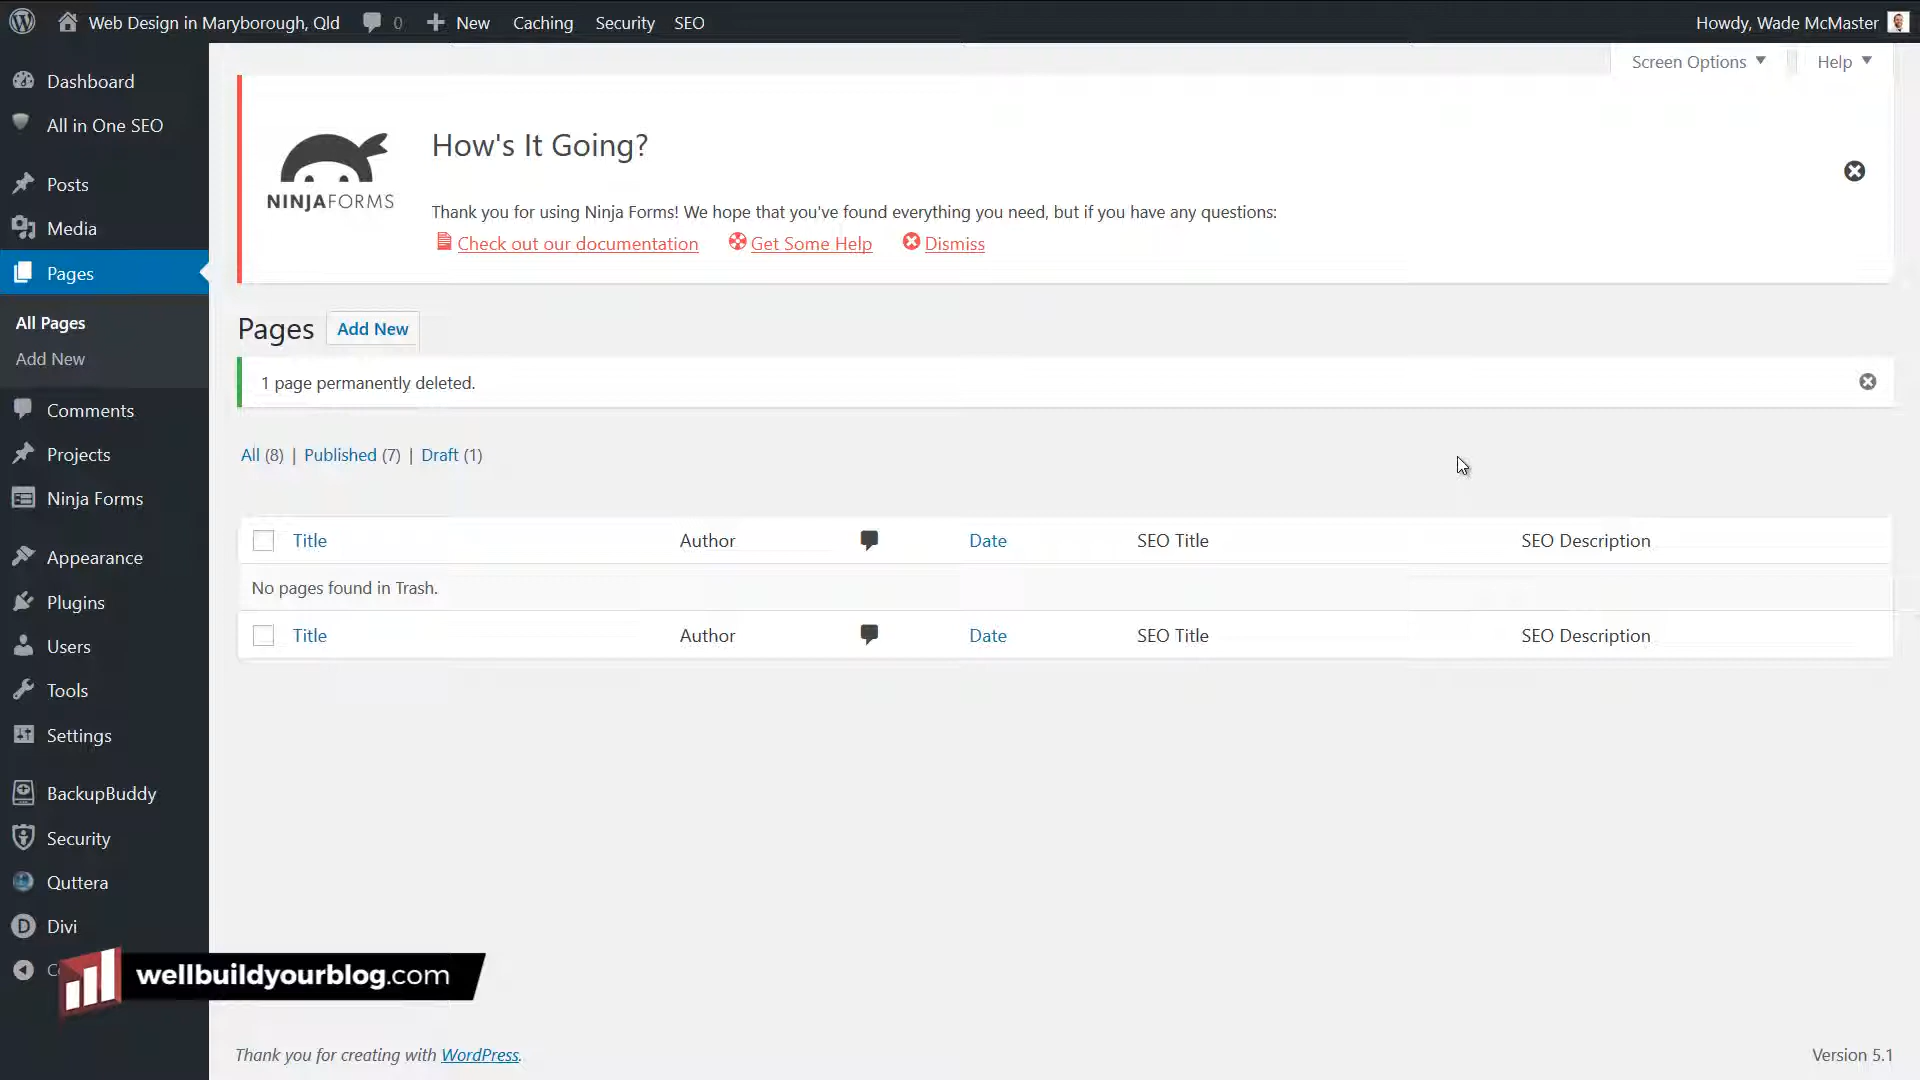 Web Design in Maryborough, Qld 0 New Caching Security SEO Howdy, Wade McMaster
Screen Options Help
Dashboard
All in One SEO
Posts
Media
Pages
All Pages
Add New
Comments
Projects
Ninja Forms
Appearance
Plugins
Users
Tools
Settings
BackupBuddy
Security
Quttera
Divi
NINJAFORMS
How's It Going?
Thank you for using Ninja Forms! We hope that you've found everything you need, but if you have any questions:
Check out our documentation Get Some Help Dismiss
Pages Add New
1 page permanently deleted.
All (8) | Published (7) | Draft (1)
Title Author Date SEO Title SEO Description
No pages found in Trash.
Title Author Date SEO Title SEO Description
wellbuildyourblog.com
Thank you for creating with WordPress. Version 5.1